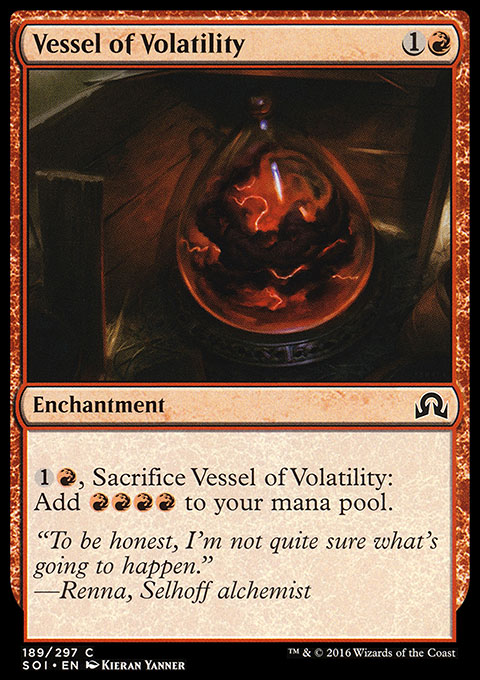 Vessel of Volatility 1
Enchantment
1, Sacrifice Vessel of Volatility:
Add to your mana pool.
“To be honest, I’m not quite sure what’s
going to happen.”
—Renna, Selhoff alchemist
189/297 C
SOI • EN Kieran Yanner
™ & © 2016 Wizards of the Coast